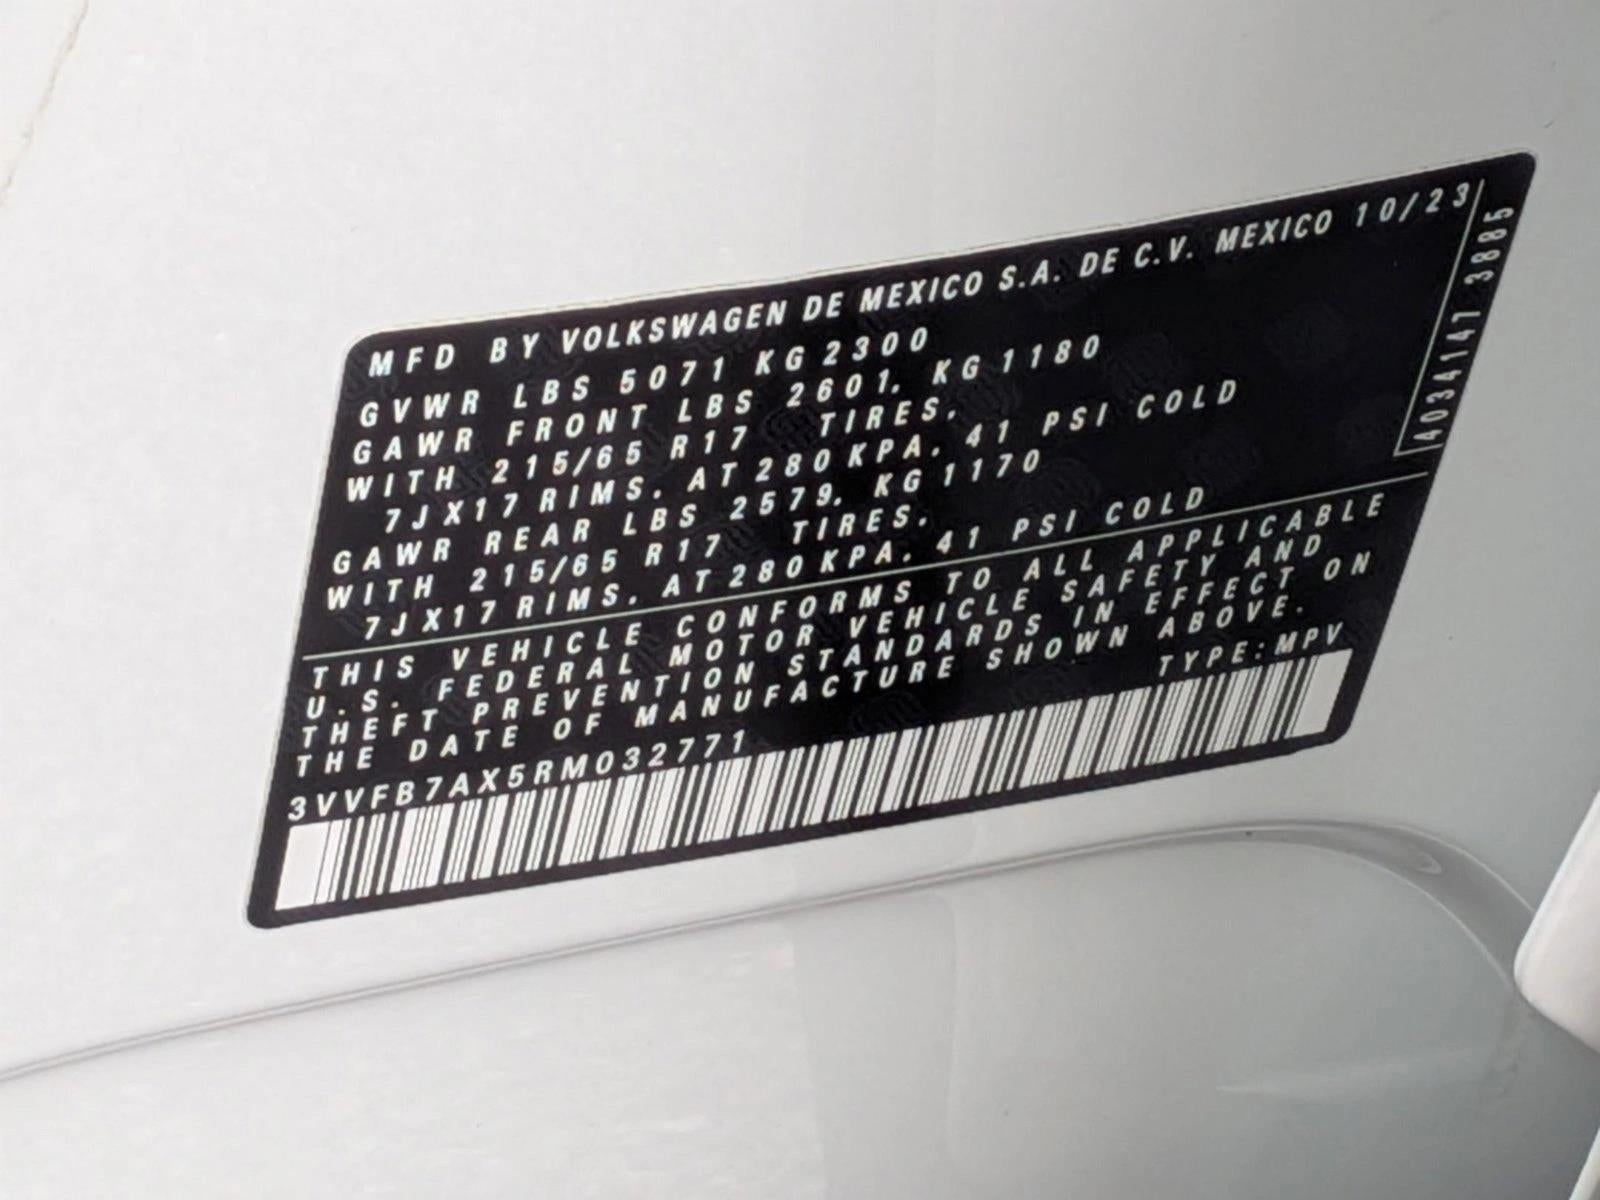 MFD BY VOLKSWAGEN DE MEXICO S.A. DE C.V. MEXICO 10/23
GVWR LBS 5071 KG 2300
GAWR FRONT LBS 2601. KG 1180
WITH 215/65 R17 TIRES.
7JX17 RIMS. AT 280 KPA. 41 PSI COLD
GAWR REAR LBS 2579. KG 1170
WITH 215/65 R17 TIRES.
7JX17 RIMS. AT 280 KPA. 41 PSI COLD
4034147 3885
THIS VEHICLE CONFORMS TO ALL APPLICABLE
U.S. FEDERAL MOTOR VEHICLE SAFETY AND
THEFT PREVENTION STANDARDS IN EFFECT ON
THE DATE OF MANUFACTURE SHOWN ABOVE.
TYPE: MPV
3VVFB7AX5RM032771